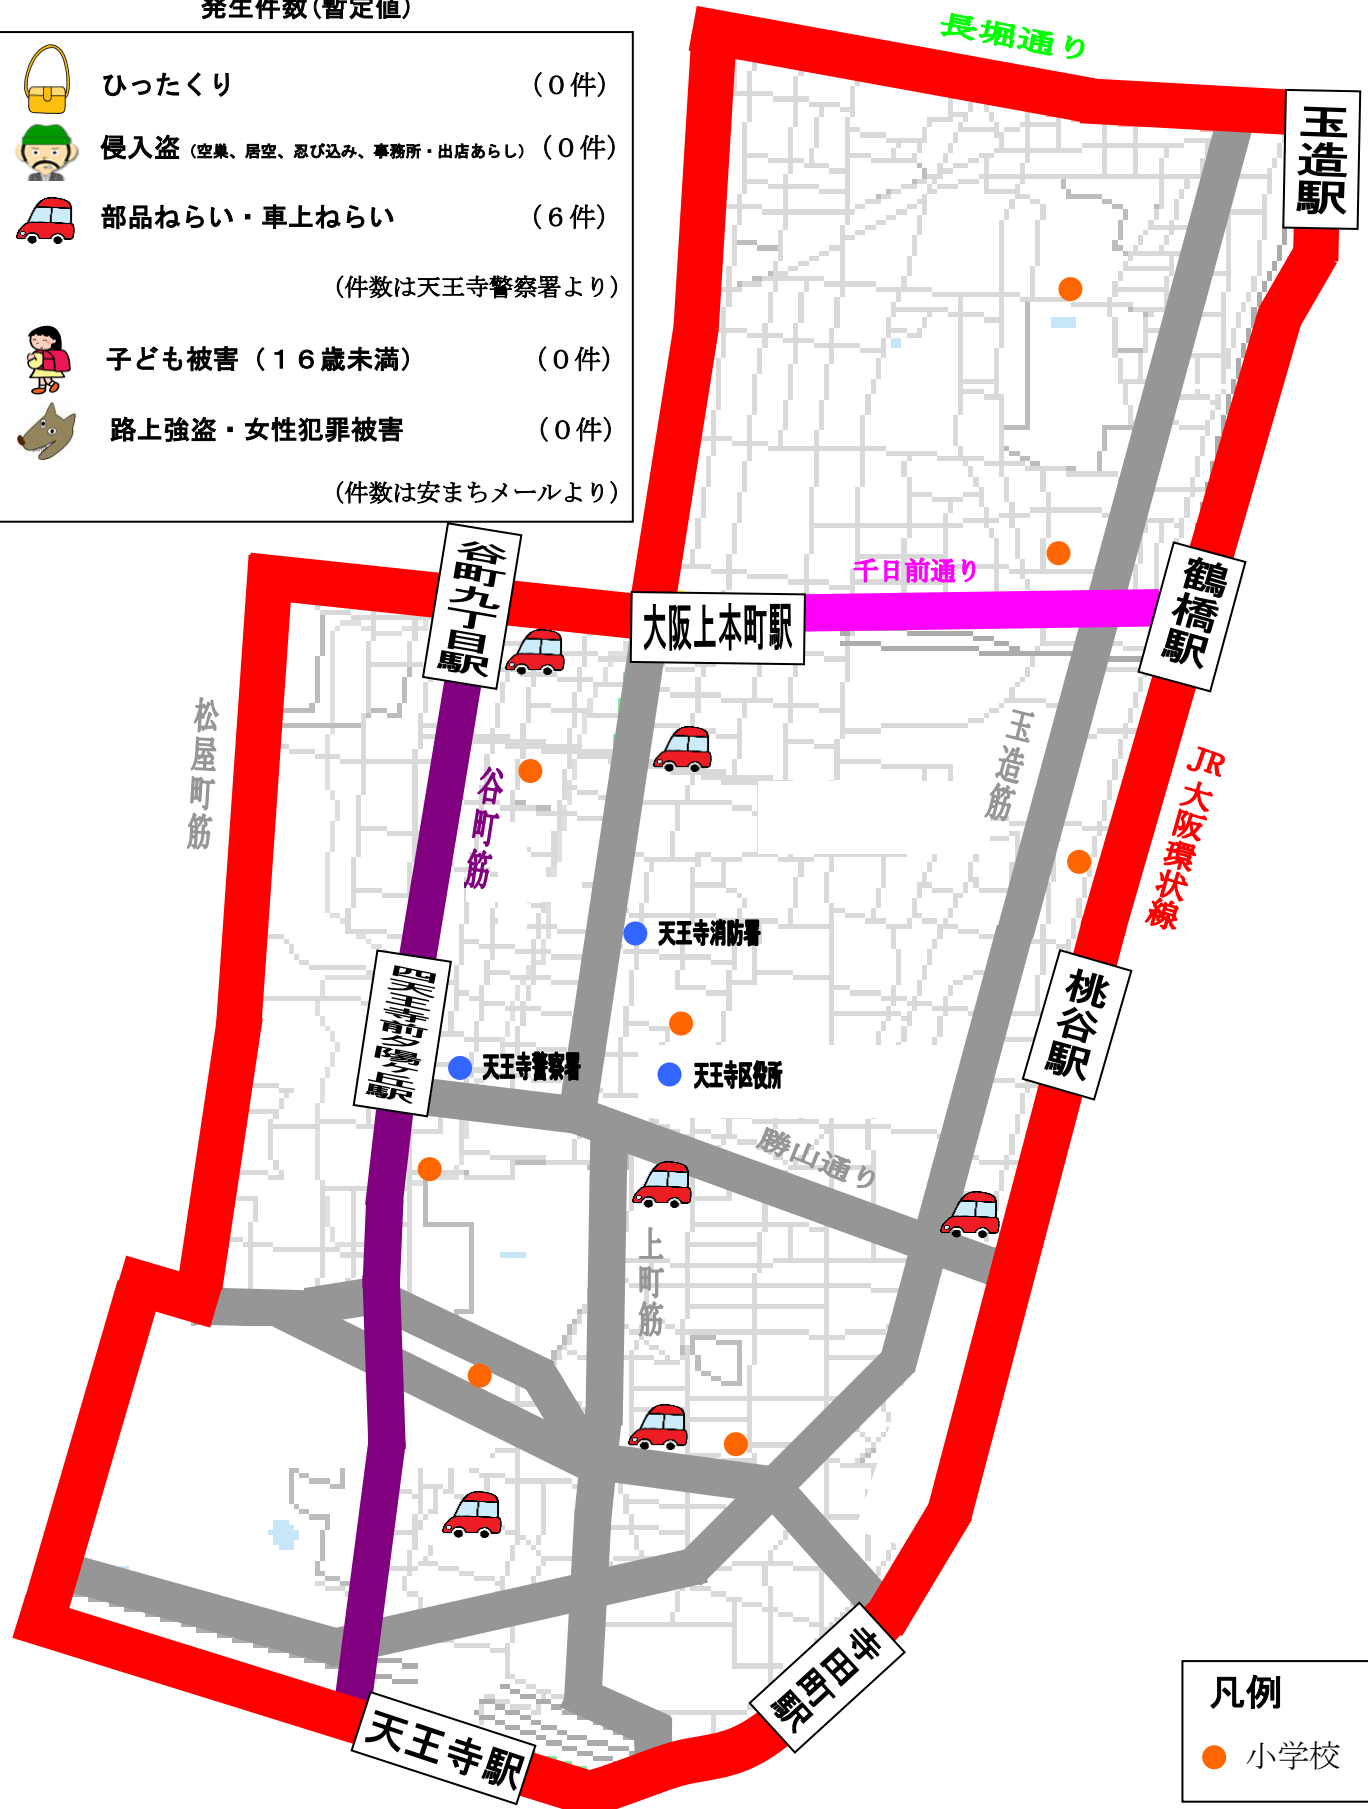 発生件数(暫定値)
ひったくり （０件）
侵入盗（空巣、居空、忍び込み、事務所・出店あらし）（０件）
部品ねらい・車上ねらい （６件）
（件数は天王寺警察署より）
子ども被害（１６歳未満） （０件）
路上強盗・女性犯罪被害 （０件）
（件数は安まちメールより）
長堀通り
玉造駅
谷町九丁目駅
大阪上本町駅
千日前通り
鶴橋駅
松屋町筋
谷町筋
玉造筋
JR大阪環状線
天王寺消防署
四天王寺前夕陽ケ丘駅
天王寺警察署
天王寺区役所
桃谷駅
勝山通り
上町筋
寺田町駅
天王寺駅
凡例
小学校